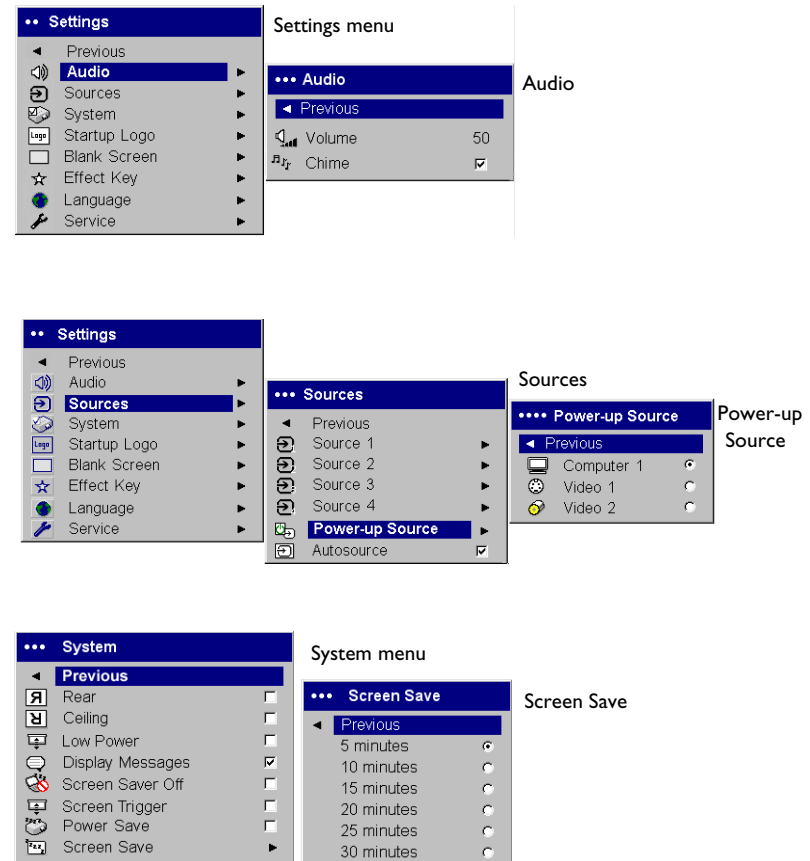 Settings
Settings menu
Previous
Audio
Sources
System
Logo Startup Logo
Blank Screen
Effect Key
Language
Service
Audio
Audio
Previous
Volume 50
Chime
Settings
Previous
Audio
Sources
System
Logo Startup Logo
Blank Screen
Effect Key
Language
Service
Sources
Sources
Previous
Source 1
Source 2
Source 3
Source 4
Power-up Source
Autosource
Power-up Source
Power-up
Source
Previous
Computer 1
Video 1
Video 2
System
System menu
Previous
Rear
Ceiling
Low Power
Display Messages
Screen Saver Off
Screen Trigger
Power Save
Screen Save
Screen Save
Screen Save
Previous
5 minutes
10 minutes
15 minutes
20 minutes
25 minutes
30 minutes